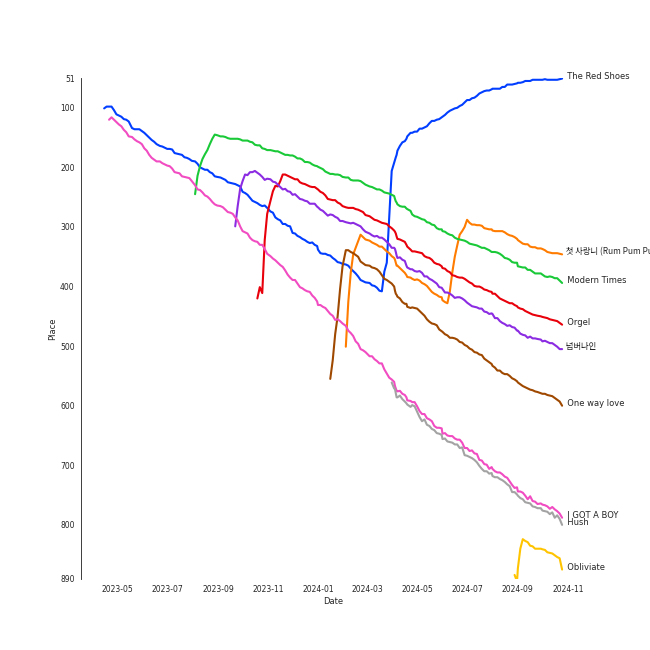 51
100
200
300
400
500
600
700
800
890
Place
The Red Shoes
첫 사랑니 (Rum Pum Pu
Modern Times
Orgel
넘버나인
One way love
I GOT A BOY
Hush
Obliviate
2023-05 2023-07 2023-09 2023-11 2024-01 2024-03 2024-05 2024-07 2024-09 2024-11
Date